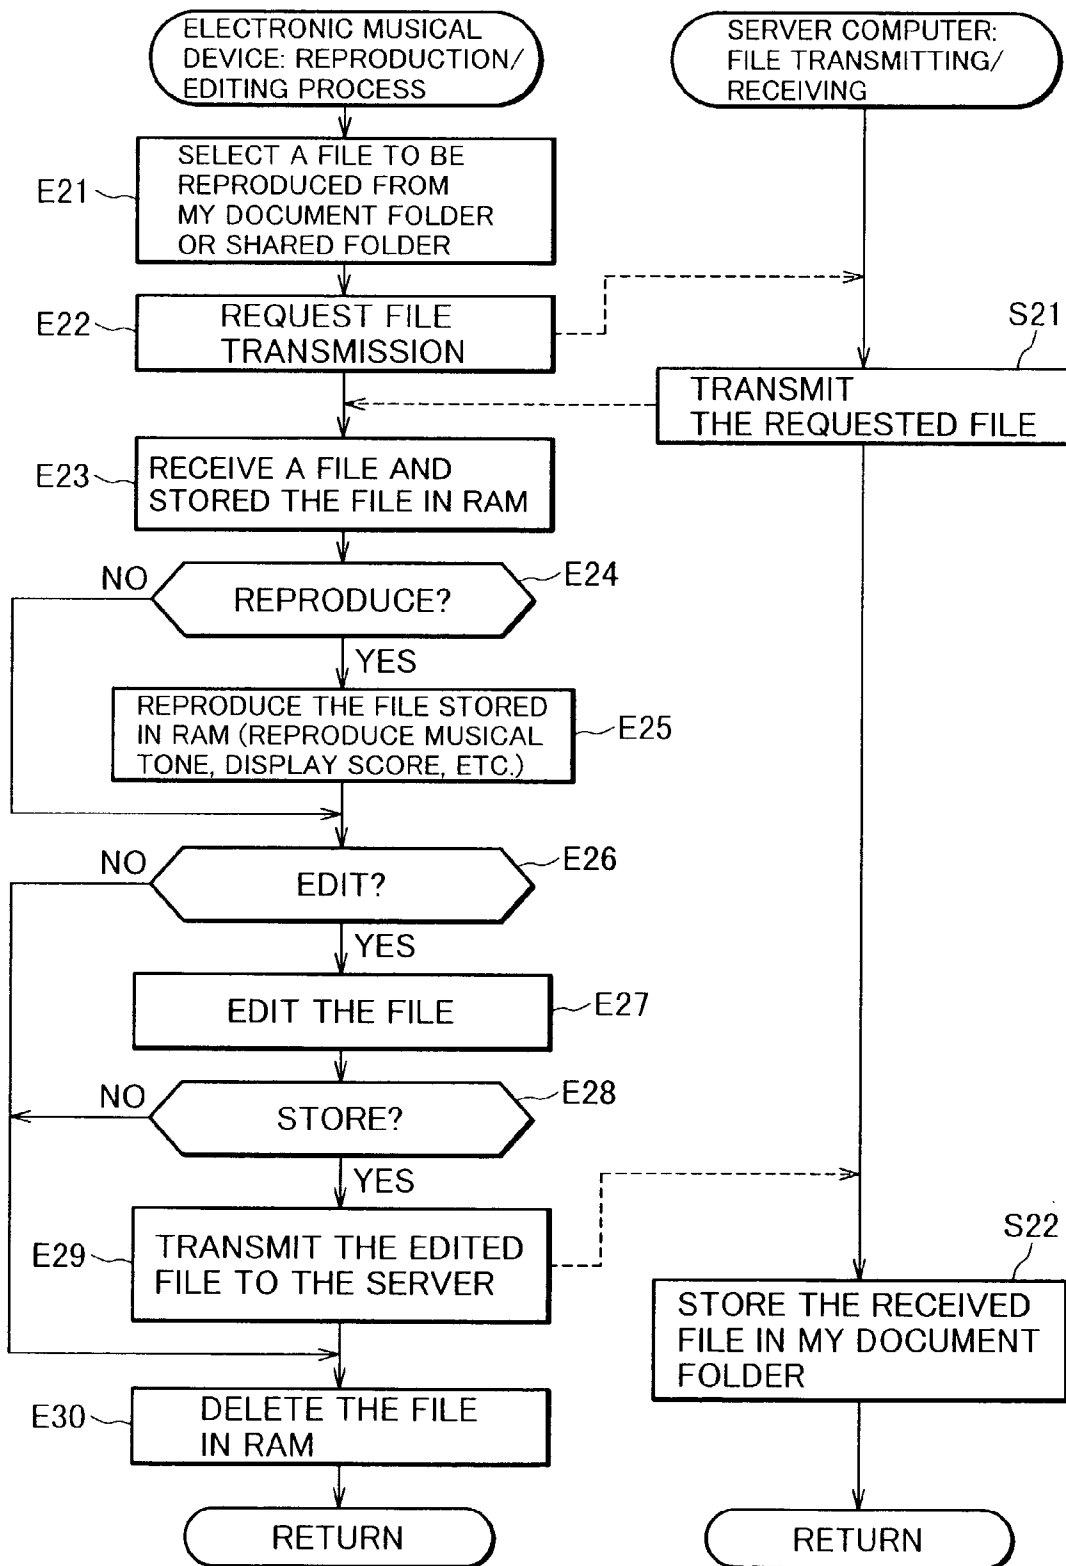 ELECTRONIC MUSICAL
DEVICE: REPRODUCTION/
EDITING PROCESS
SERVER COMPUTER:
FILE TRANSMITTING/
RECEIVING
E21
SELECT A FILE TO BE
REPRODUCED FROM
MY DOCUMENT FOLDER
OR SHARED FOLDER
E22
REQUEST FILE
TRANSMISSION
S21
TRANSMIT
THE REQUESTED FILE
E23
RECEIVE A FILE AND
STORED THE FILE IN RAM
NO
REPRODUCE?
E24
YES
REPRODUCE THE FILE STORED
IN RAM (REPRODUCE MUSICAL
TONE, DISPLAY SCORE, ETC.)
E25
NO
EDIT?
E26
YES
EDIT THE FILE
E27
NO
STORE?
E28
YES
E29
TRANSMIT THE EDITED
FILE TO THE SERVER
S22
STORE THE RECEIVED
FILE IN MY DOCUMENT
FOLDER
E30
DELETE THE FILE
IN RAM
RETURN
RETURN